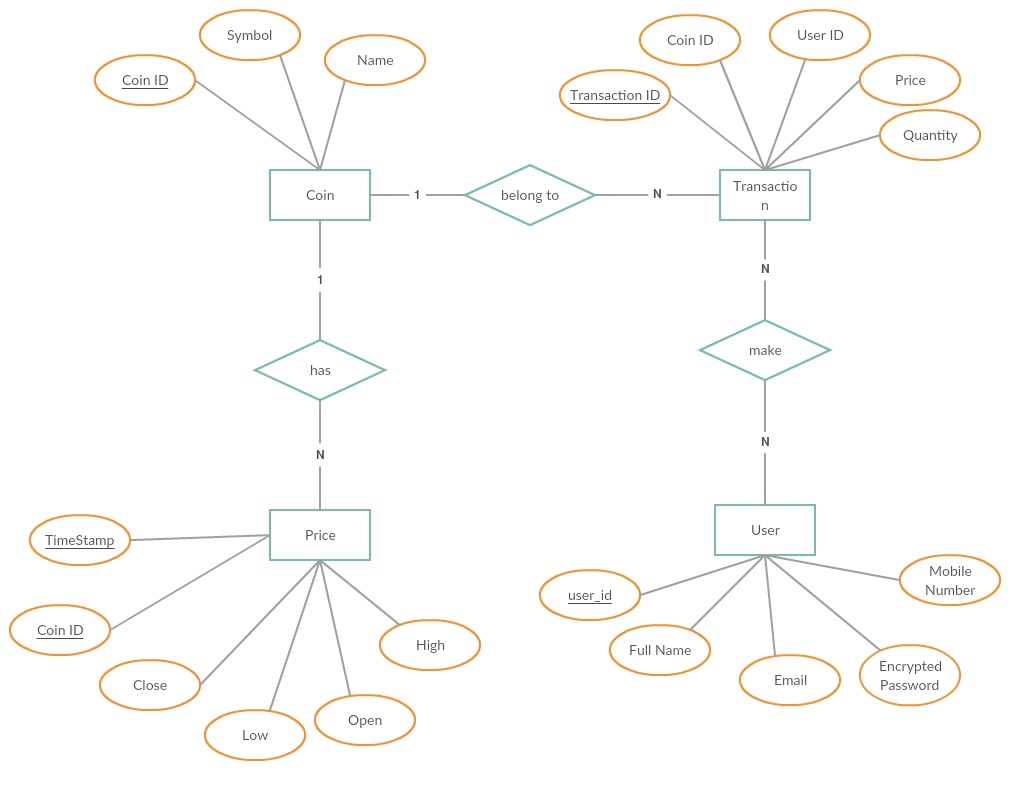 Symbol
Coin ID
User ID
Coin ID
Name
Transaction ID
Price
Quantity
Coin
1
belong to
N
Transactio
n
1
N
has
make
N
N
TimeStamp
Price
User
Coin ID
High
user_id
Mobile
Number
Close
Full Name
Low
Open
Email
Encrypted
Password